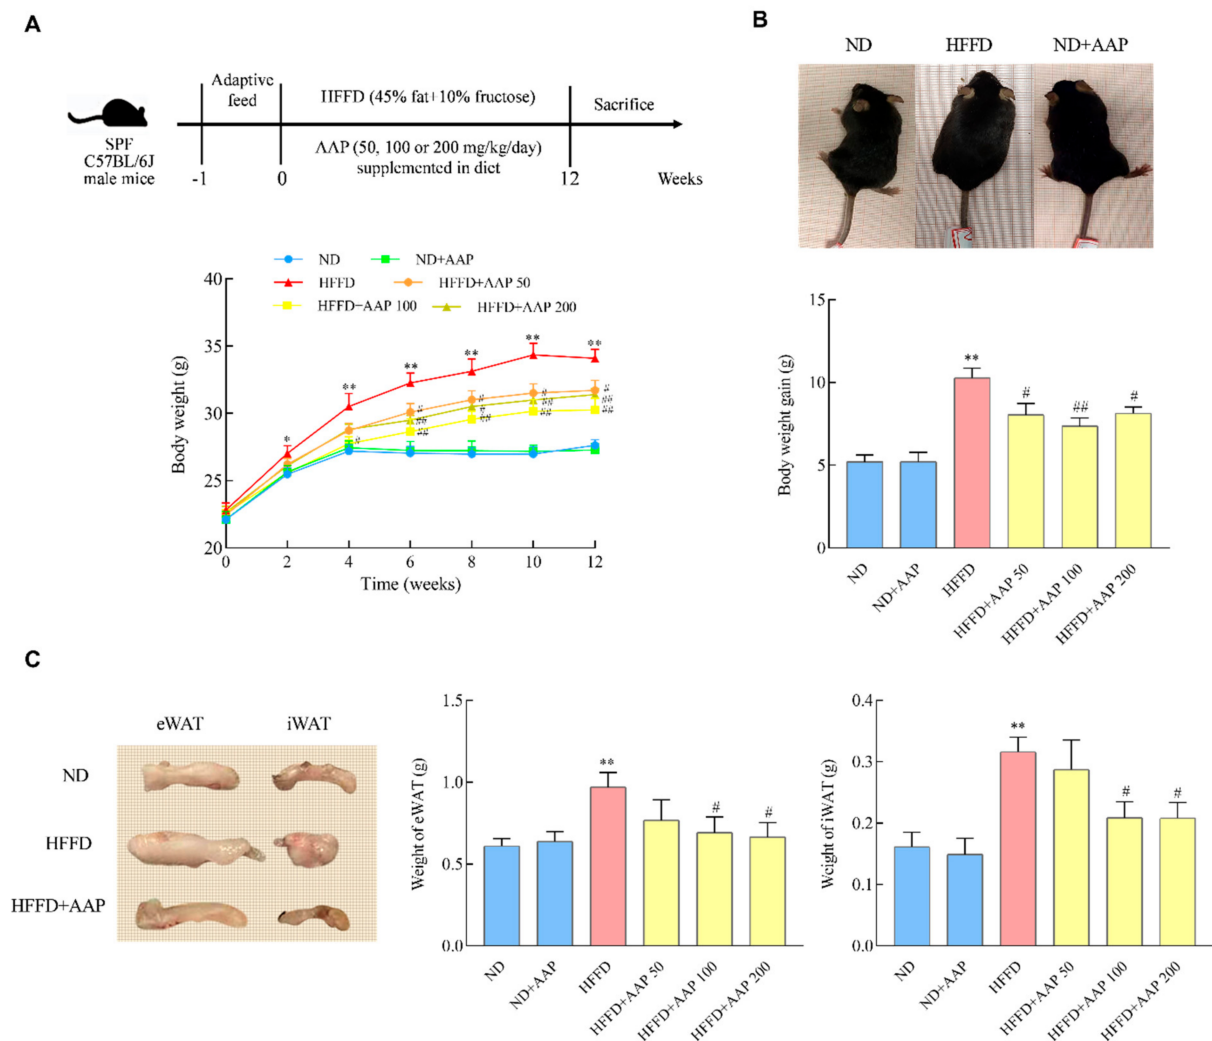 A
Adaptive
feed
HFFD (45% fat+10% fructose)
Sacrifice
SPF
C57BL/6J
male mice
AAP (50, 100 or 200 mg/kg/day)
supplemented in diet
-1
0
12
Weeks
ND
ND+AAP
HFFD
HFFD+AAP 50
HFFD+AAP 100
HFFD+AAP 200
Body weight (g)
40
35
30
25
20
*
**
**
**
**
**
#
#
##
##
#
#
##
#
##
##
#
##
##
0
2
4
6
8
10
12
Time (weeks)
B
ND
HFFD
ND+AAP
Body weight gain (g)
15
10
5
0
**
#
##
#
ND
ND+AAP
HFFD
HFFD+AAP 50
HFFD+AAP 100
HFFD+AAP 200
C
eWAT
iWAT
ND
HFFD
HFFD+AAP
Weight of eWAT (g)
1.5
1.0
0.5
0.0
**
#
#
ND
ND+AAP
HFFD
HFFD+AAP 50
HFFD+AAP 100
HFFD+AAP 200
Weight of iWAT (g)
0.4
0.3
0.2
0.1
0.0
**
#
#
ND
ND+AAP
HFFD
HFFD+AAP 50
HFFD+AAP 100
HFFD+AAP 200